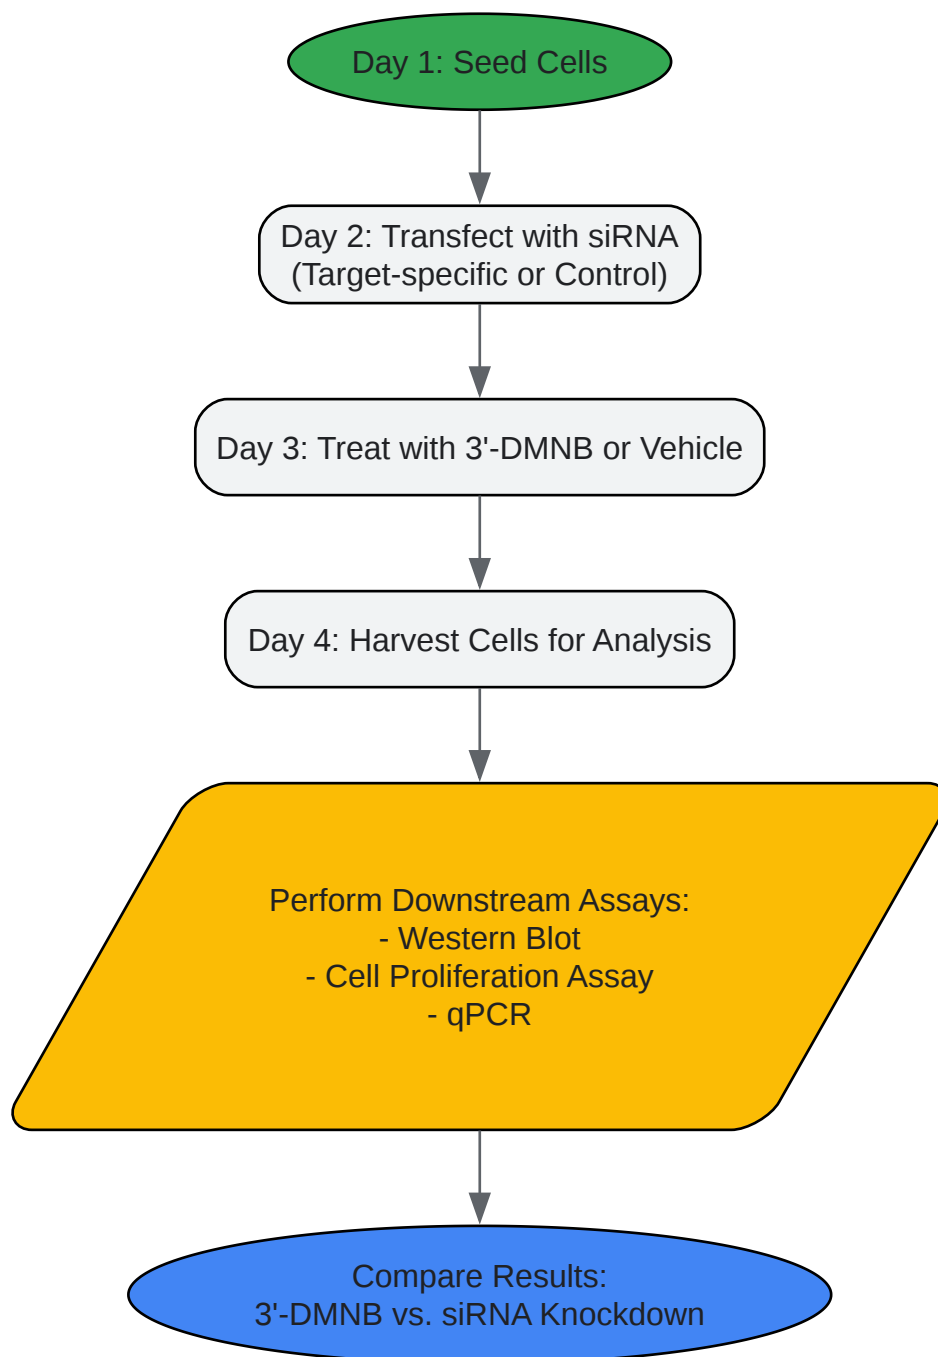 Day 1: Seed Cells
Day 2: Transfect with siRNA
(Target-specific or Control)
Day 3: Treat with 3'-DMNB or Vehicle
Day 4: Harvest Cells for Analysis
Perform Downstream Assays:
- Western Blot
- Cell Proliferation Assay
- qPCR
Compare Results:
3'-DMNB vs. siRNA Knockdown